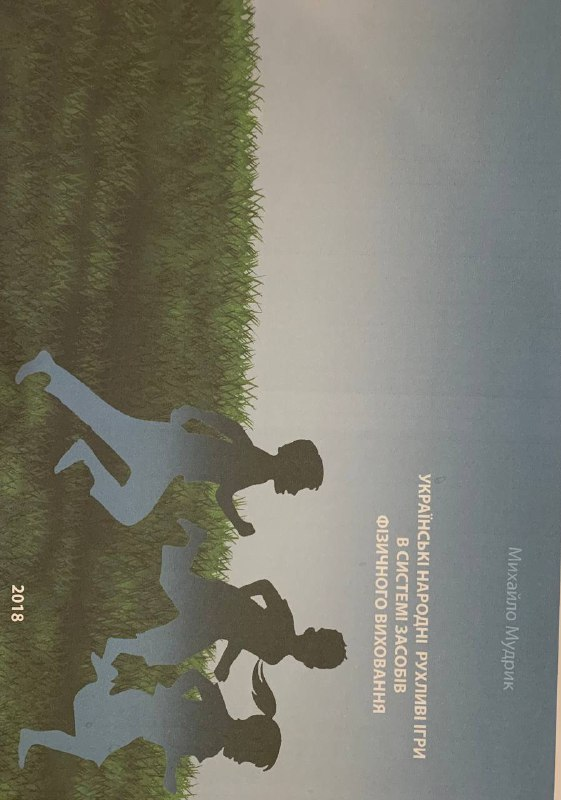 Михайло Мудрик
УКРАЇНСЬКІ НАРОДНІ РУХЛИВІ ІГРИ
В СИСТЕМІ ЗАСОБІВ
ФІЗИЧНОГО ВИХОВАННЯ
2018